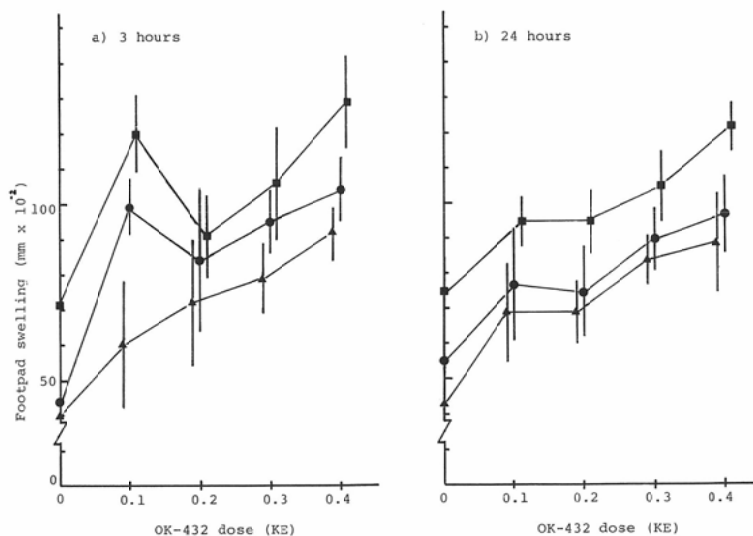 a) 3 hours
b) 24 hours
Footpad swelling (mm x 10⁻²)
100
50
0
0 0.1 0.2 0.3 0.4
0 0.1 0.2 0.3 0.4
OK-432 dose (KE)
OK-432 dose (KE)